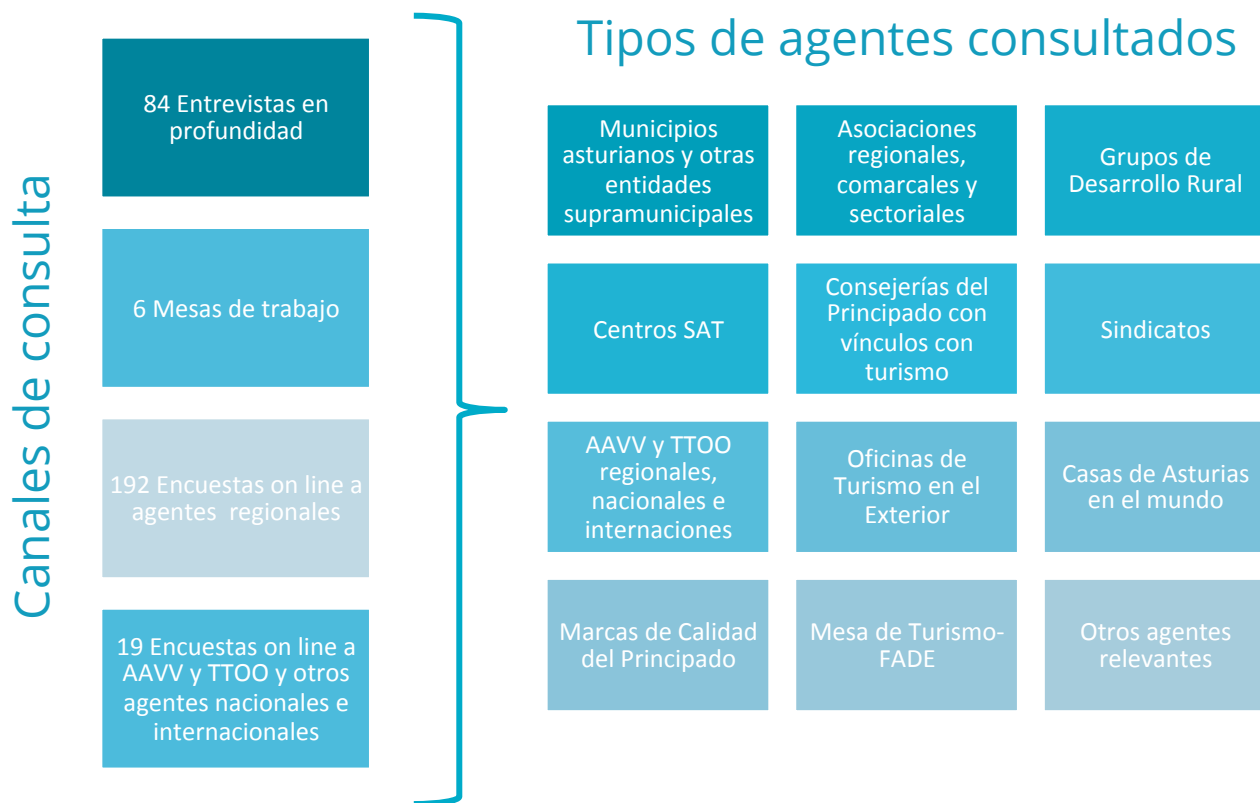 Canales de consulta
84 Entrevistas en
profundidad
6 Mesas de trabajo
192 Encuestas on line a
agentes regionales
19 Encuestas on line a
AAVV y TTOO y otros
agentes nacionales e
internacionales
Tipos de agentes consultados
Municipios
asturianos y otras
entidades
supramunicipales
Asociaciones
regionales,
comarcales y
sectoriales
Grupos de
Desarrollo Rural
Centros SAT
Consejerías del
Principado con
vínculos con
turismo
Sindicatos
AAVV y TTOO
regionales,
nacionales e
internaciones
Oficinas de
Turismo en el
Exterior
Casas de Asturias
en el mundo
Marcas de Calidad
del Principado
Mesa de Turismo-
FADE
Otros agentes
relevantes